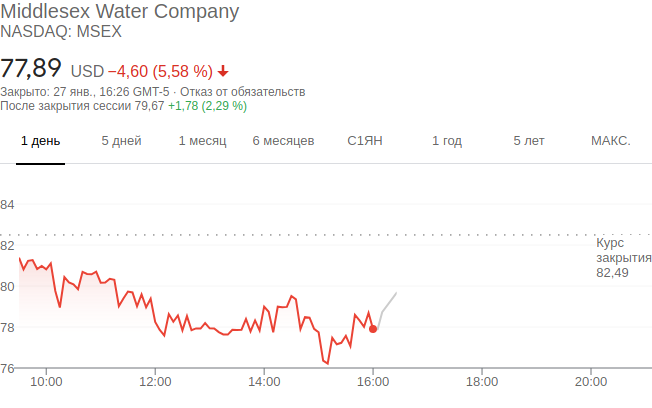 Middlesex Water Company
NASDAQ: MSEX
77,89 USD −4,60 (5,58 %)
Закрыто: 27 янв., 16:26 GMT-5 · Отказ от обязательств
После закрытия сессии 79,67 +1,78 (2,29 %)
1 день 5 дней 1 месяц 6 месяцев С1ЯН 1 год 5 лет МАКС.
84
82
80
78
76
Курс
закрытия
82,49
10:00 12:00 14:00 16:00 18:00 20:00